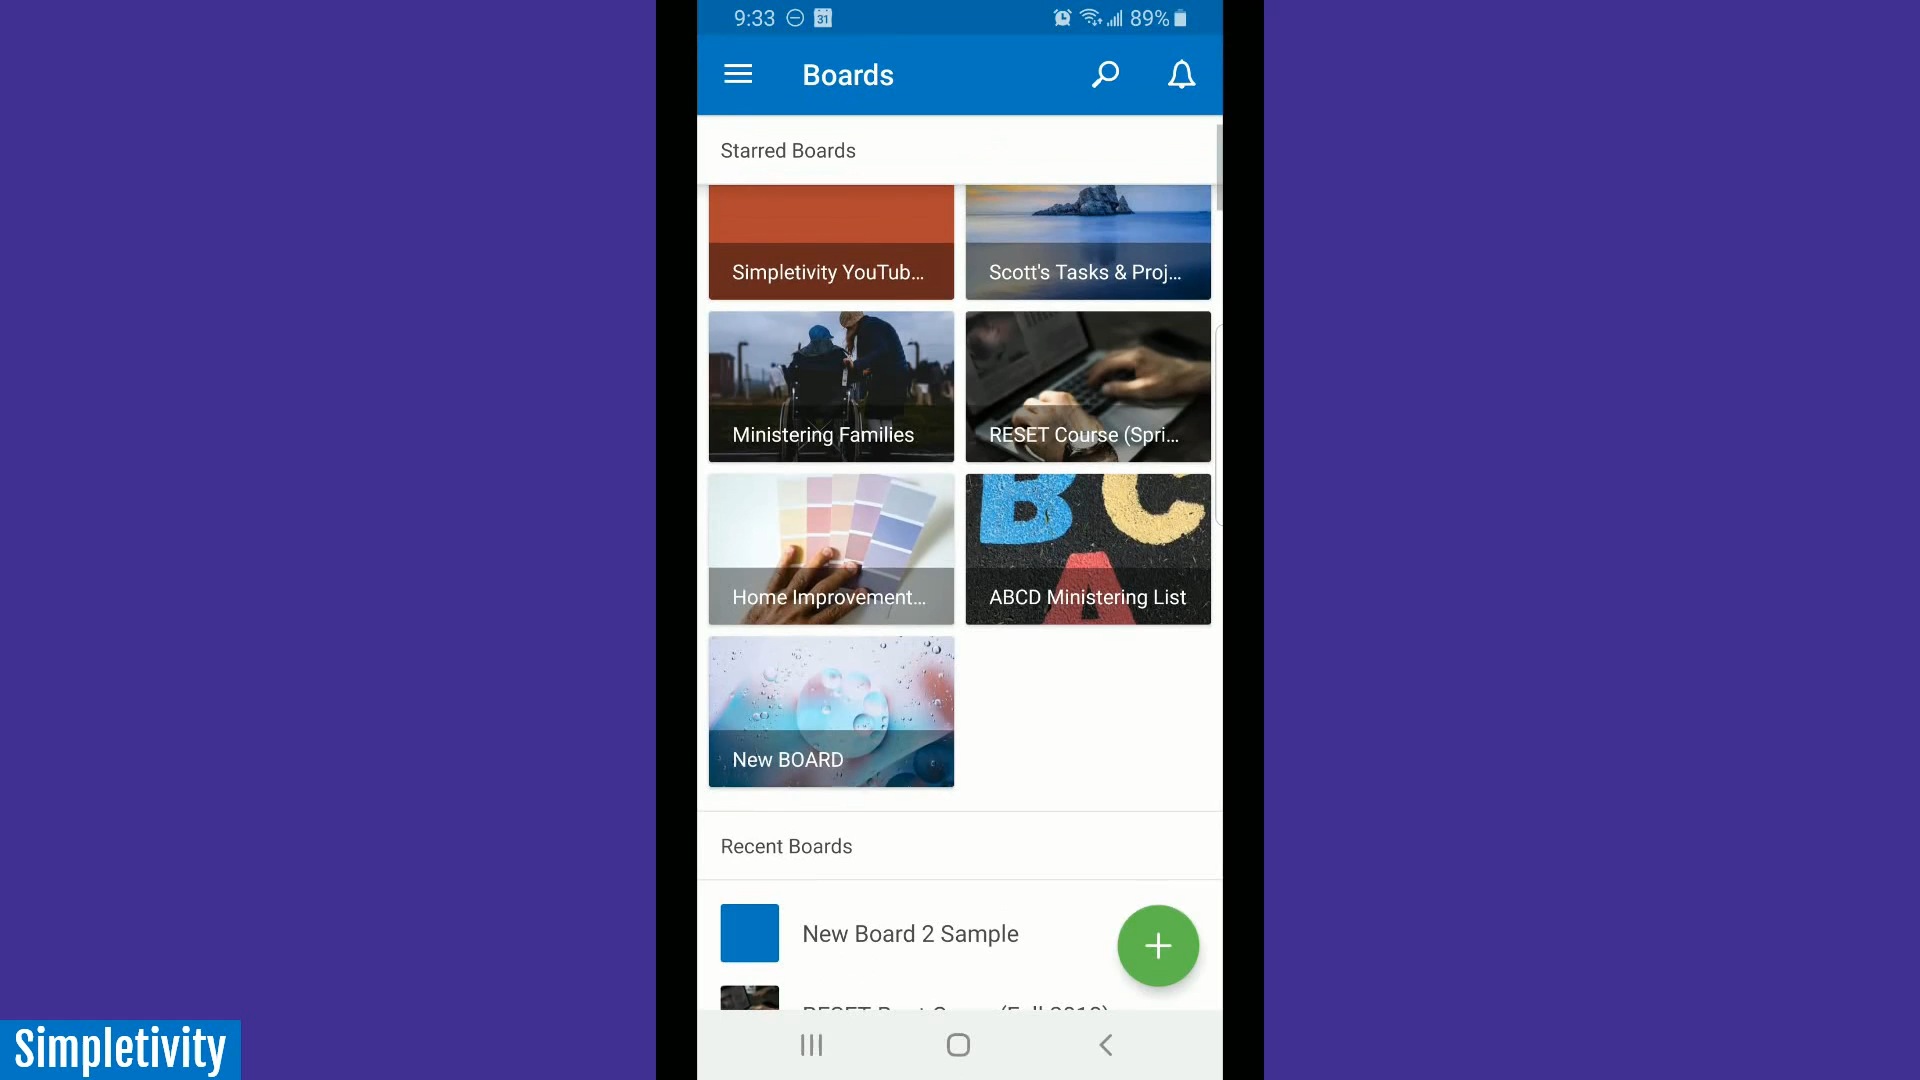 9:33 31 89%
Boards
Starred Boards
Simpletivity YouTub...
Scott's Tasks & Proj...
Ministering Families
RESET Course (Spri...
B C
A
Home Improvement...
ABCD Ministering List
New BOARD
Recent Boards
New Board 2 Sample
Simpletivity